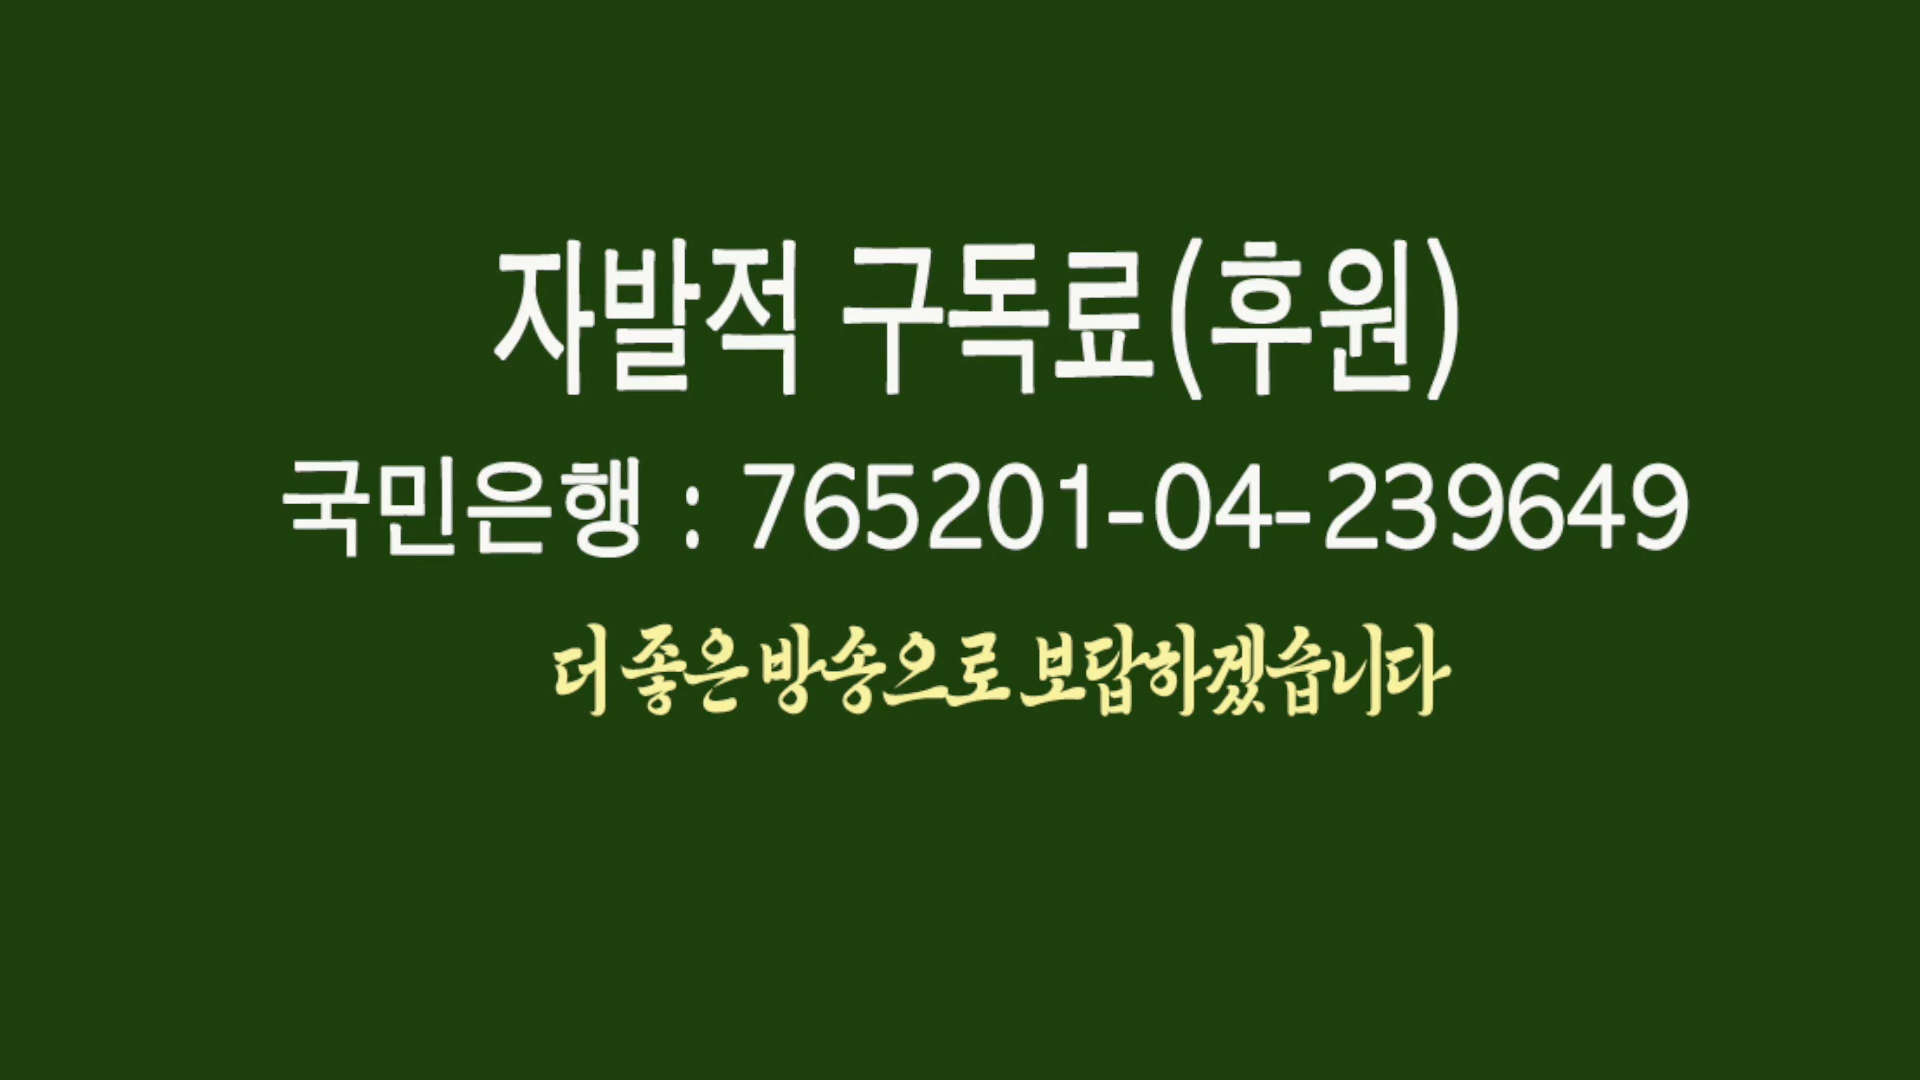 자발적 구독료(후원)
국민은행 : 765201-04-239649
더 좋은 방송으로 보답하겠습니다